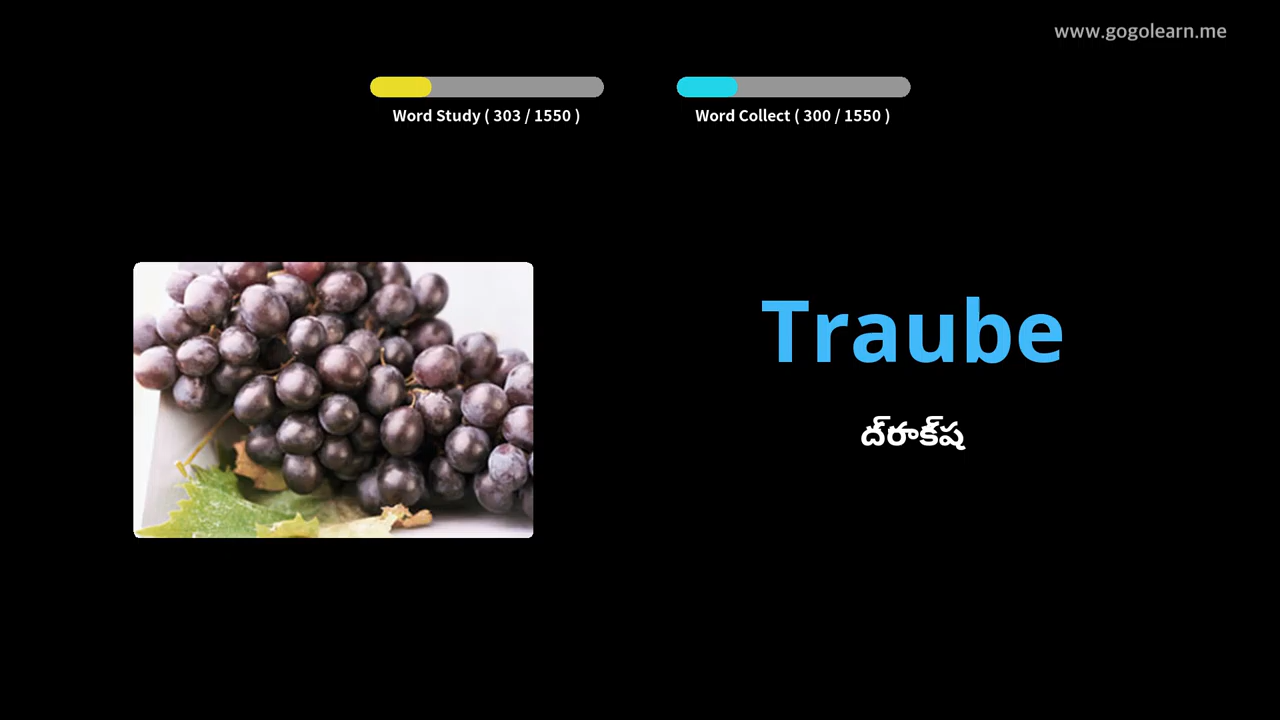 www.gogolearn.me
Word Study ( 303 / 1550 )
Word Collect ( 300 / 1550 )
Traube
ద్‌రాక్‌ష